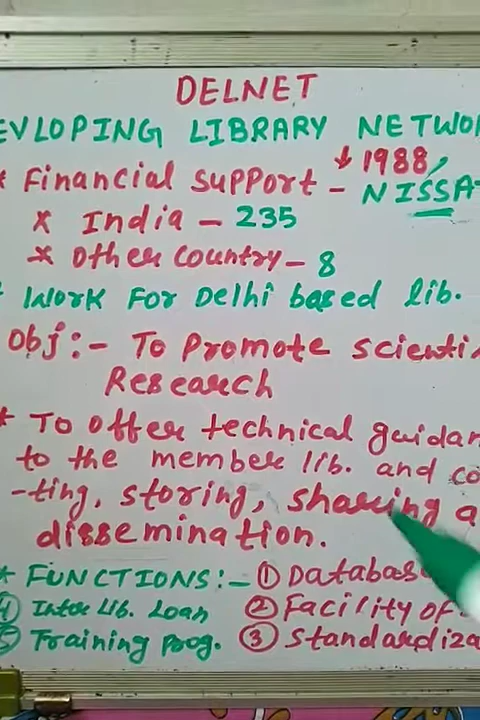 DELNET
EVLOPING LIBRARY NETWO
↓ 1988,
* Financial support - NISSA
* India - 235
* Other Country - 8
* Work For Delhi based lib.
Obj:- To Promote scienti
Research
* To Offer technical guidan
to the member lib. and co
-ting, storing, sharing a
dissemination.
* FUNCTIONS:- ① Databas
④ Inter Lib. Loan ② Facility of
⑤ Training Prog. ③ Standardiza